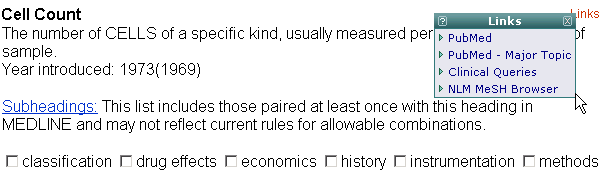 Cell Count
Links
The number of CELLS of a specific kind, usually measured per of
sample.
Year introduced: 1973(1969)
Links
PubMed
PubMed - Major Topic
Clinical Queries
NLM MeSH Browser
Subheadings: This list includes those paired at least once with this heading in
MEDLINE and may not reflect current rules for allowable combinations.
classification drug effects economics history instrumentation methods